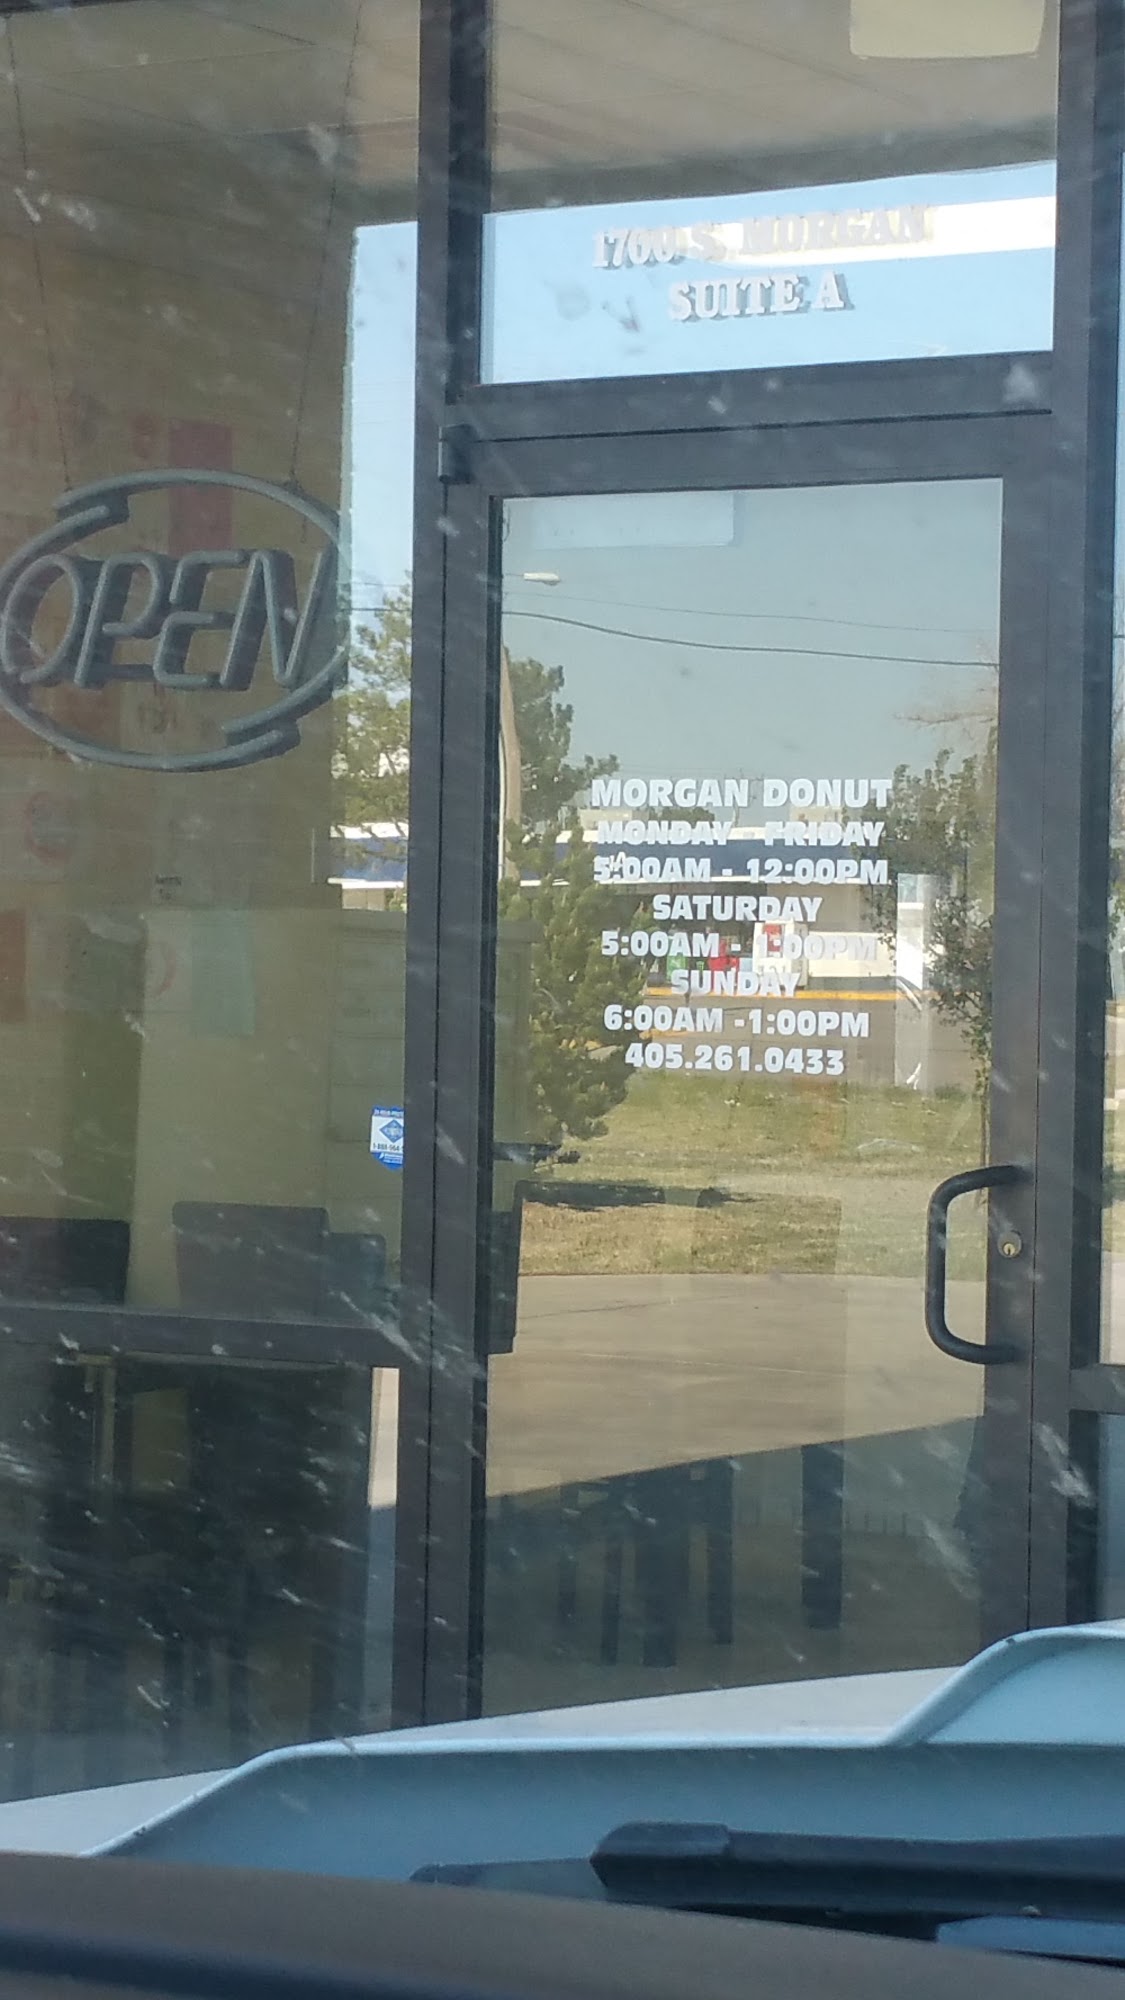 1700 S. MORGAN
SUITE A
OPEN
MORGAN DONUT
MONDAY - FRIDAY
5:00AM - 12:00PM
SATURDAY
5:00AM - 1:00PM
SUNDAY
6:00AM -1:00PM
405.261.0433